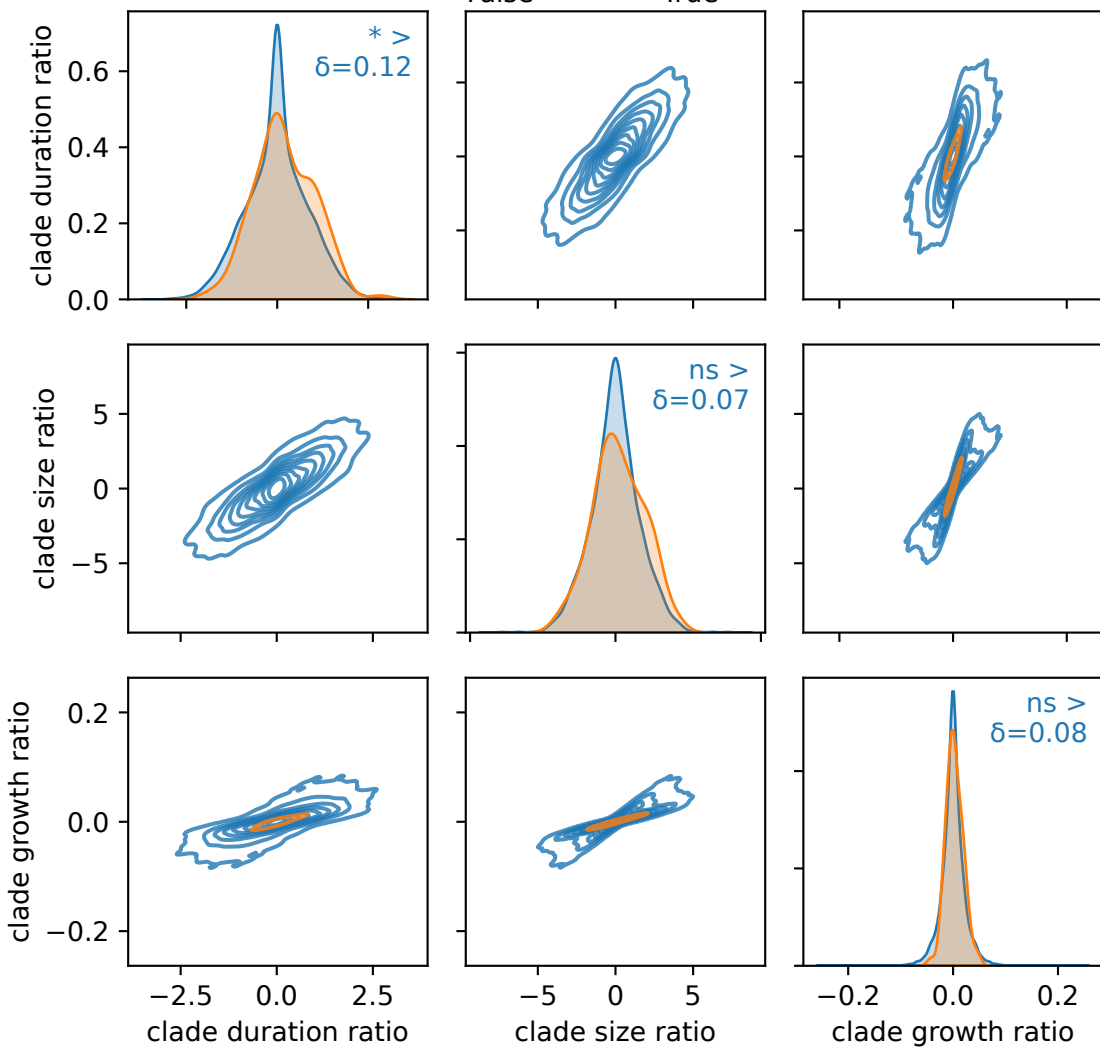 clade duration ratio
0.6
0.4
0.2
0.0
* >
δ=0.12
clade size ratio
5
0
−5
ns >
δ=0.07
clade growth ratio
0.2
0.0
−0.2
ns >
δ=0.08
−2.5 0.0 2.5
−5 0 5
−0.2 0.0 0.2
clade duration ratio
clade size ratio
clade growth ratio